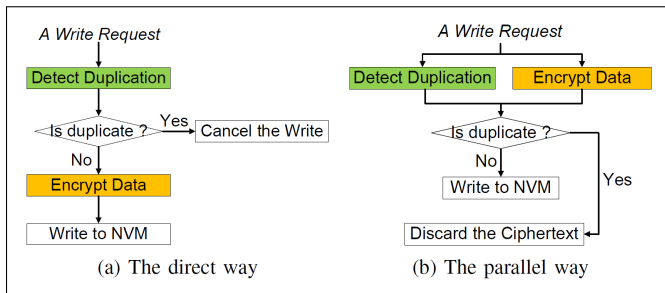 A Write Request
Detect Duplication
Is duplicate ?
Yes
Cancel the Write
No
Encrypt Data
Write to NVM
(a) The direct way
A Write Request
Detect Duplication
Encrypt Data
Is duplicate ?
No
Yes
Write to NVM
Discard the Ciphertext
(b) The parallel way